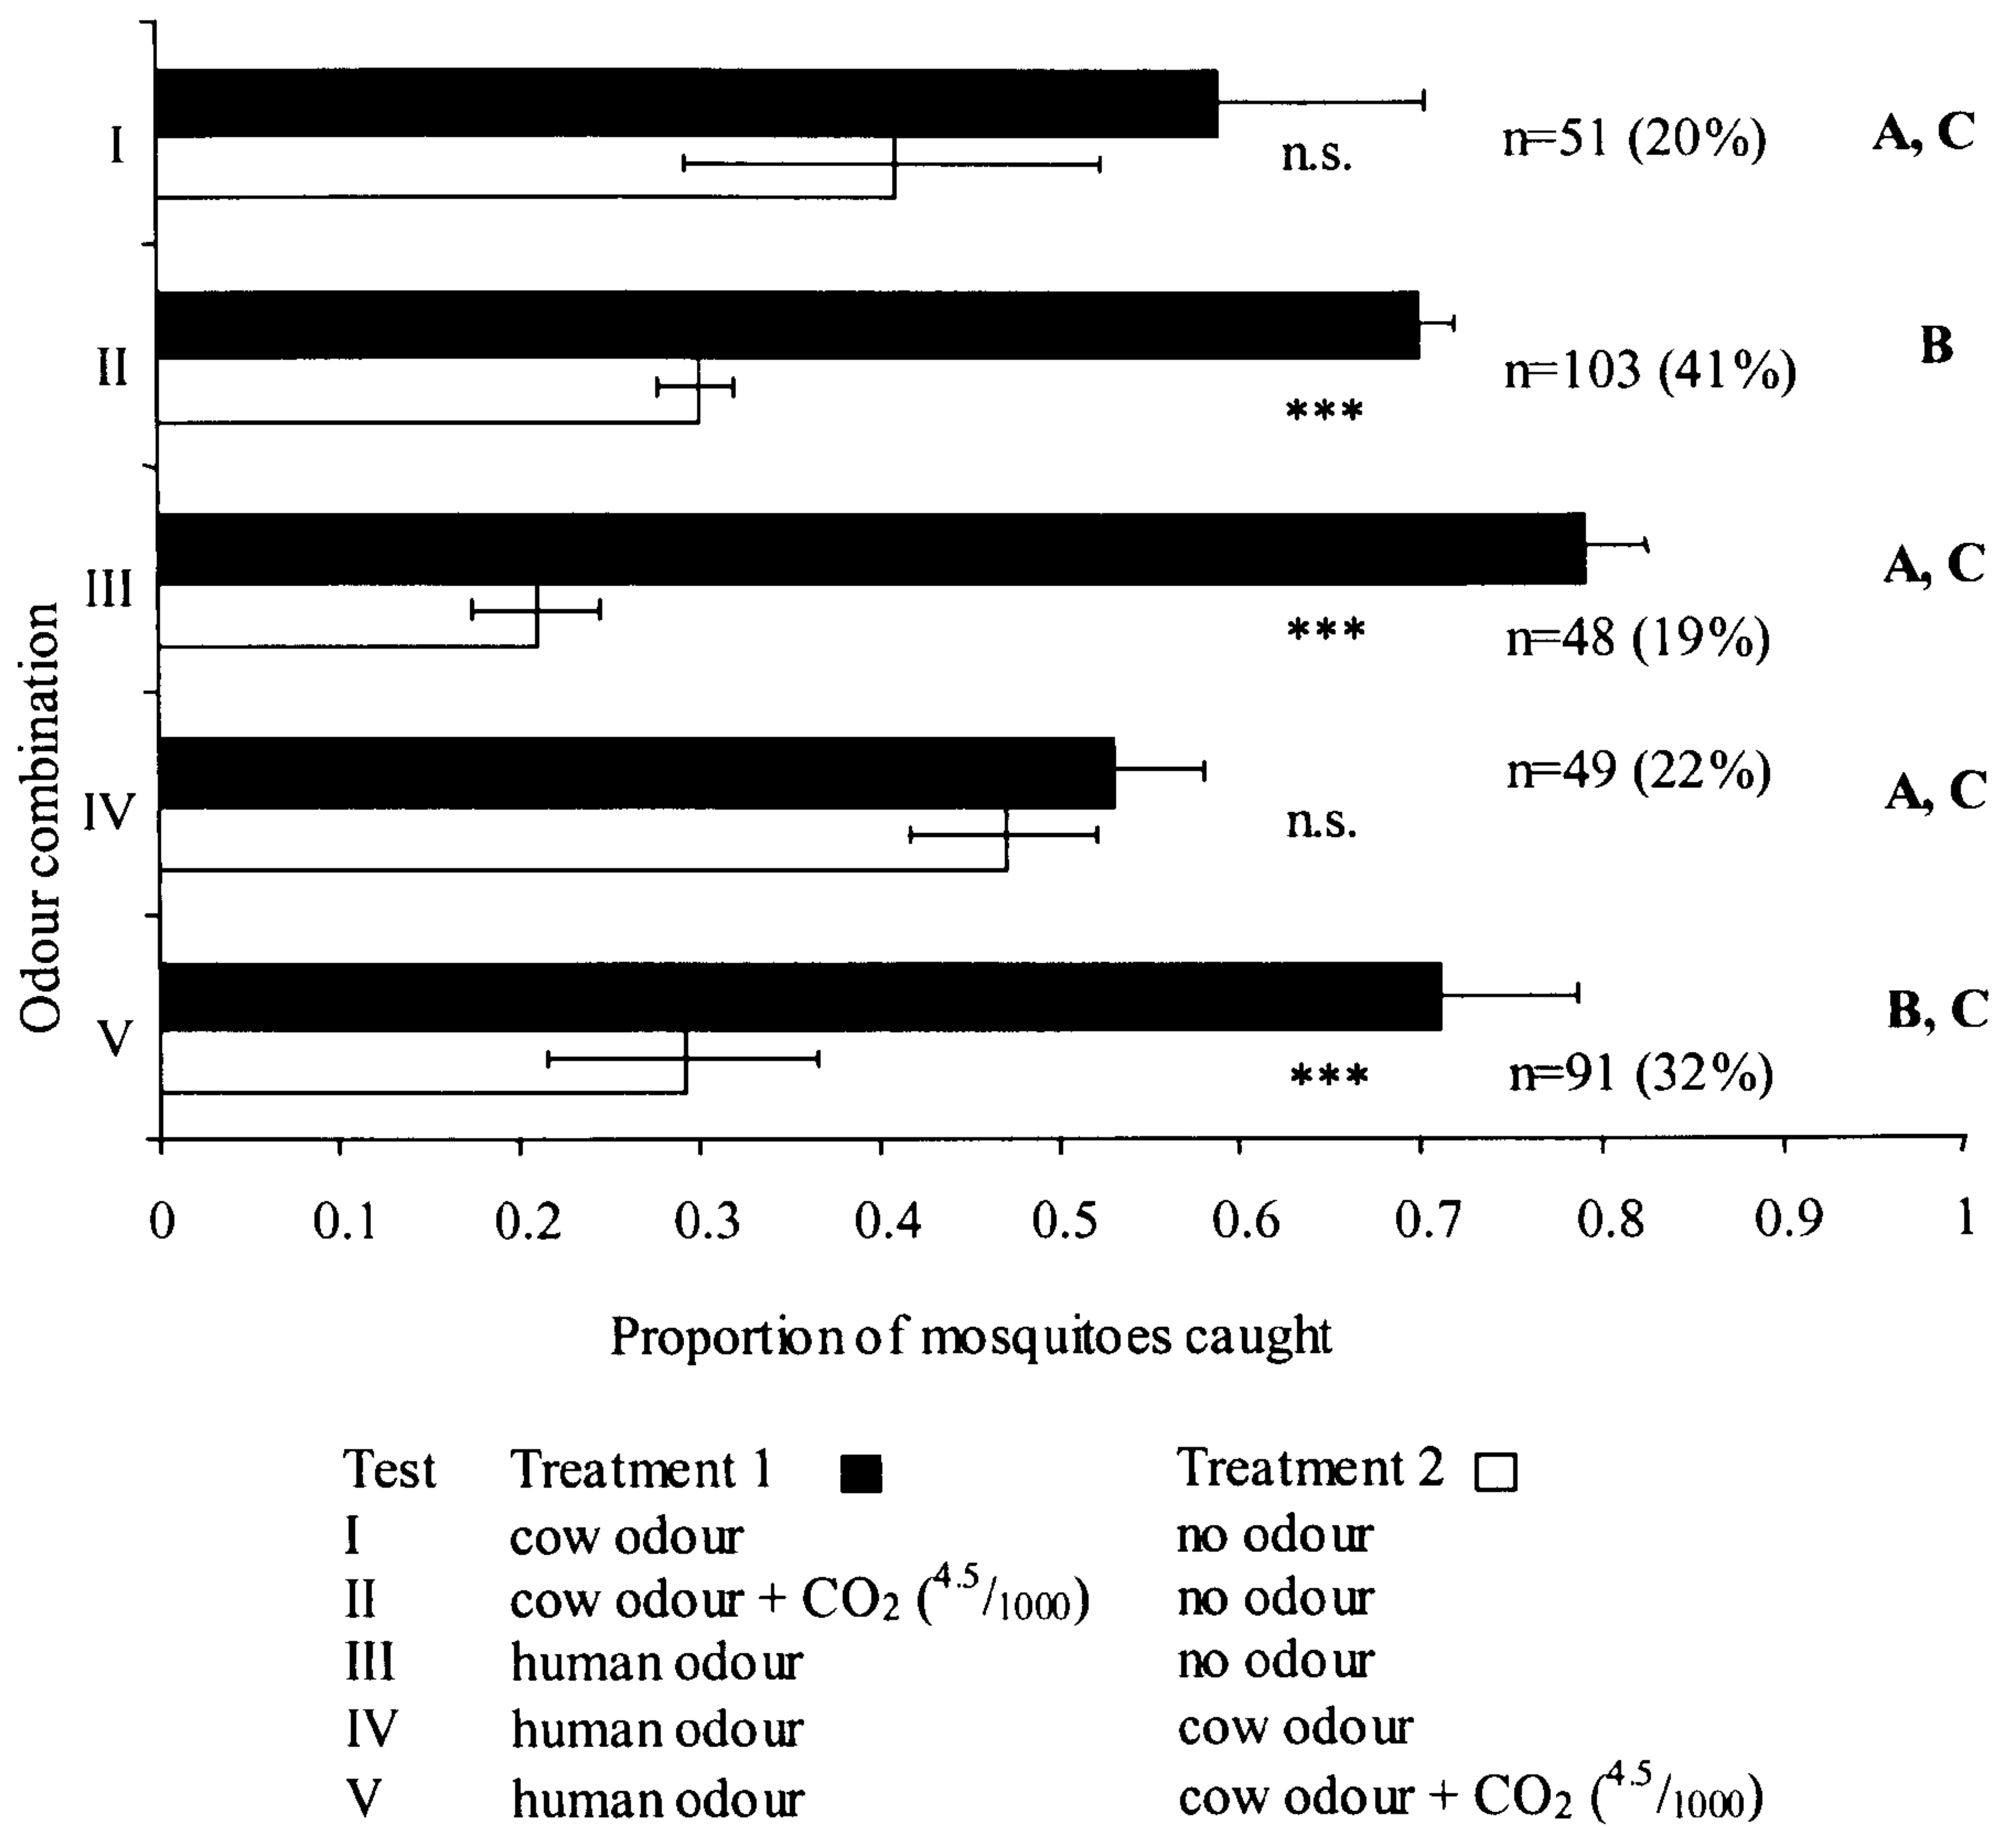 I
n.s.
n=51 (20%)
A, C
II
***
n=103 (41%)
B
III
***
n=48 (19%)
A, C
IV
n.s.
n=49 (22%)
A, C
V
***
n=91 (32%)
B, C
Odour combination
0 0.1 0.2 0.3 0.4 0.5 0.6 0.7 0.8 0.9 1
Proportion of mosquitoes caught
Test Treatment 1 Treatment 2
I cow odour no odour
II cow odour + CO₂ (⁴·⁵/₁₀₀₀) no odour
III human odour no odour
IV human odour cow odour
V human odour cow odour + CO₂ (⁴·⁵/₁₀₀₀)